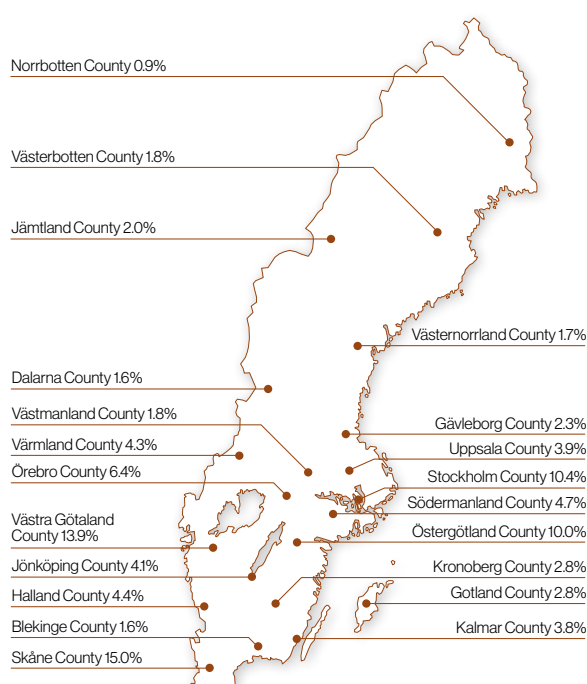 Norrbotten County 0.9%
Västerbotten County 1.8%
Jämtland County 2.0%
Västernorrland County 1.7%
Dalarna County 1.6%
Västmanland County 1.8%
Gävleborg County 2.3%
Värmland County 4.3%
Uppsala County 3.9%
Örebro County 6.4%
Stockholm County 10.4%
Södermanland County 4.7%
Västra Götaland
County 13.9%
Östergötland County 10.0%
Jönköping County 4.1%
Kronoberg County 2.8%
Halland County 4.4%
Gotland County 2.8%
Blekinge County 1.6%
Kalmar County 3.8%
Skåne County 15.0%